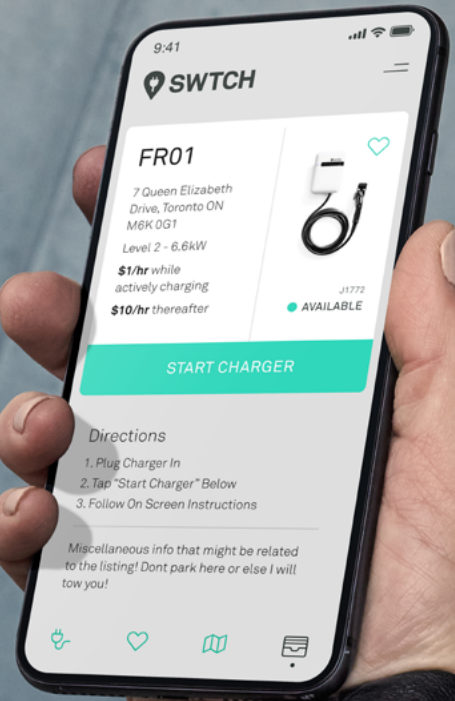 9:41
SWTCH
FR01
7 Queen Elizabeth
Drive, Toronto ON
M6K 0G1
Level 2 - 6.6kW
$1/hr while
actively charging
$10/hr thereafter
J1772
AVAILABLE
START CHARGER
Directions
1. Plug Charger In
2. Tap "Start Charger" Below
3. Follow On Screen Instructions
Miscellaneous info that might be related
to the listing! Dont park here or else I will
tow you!